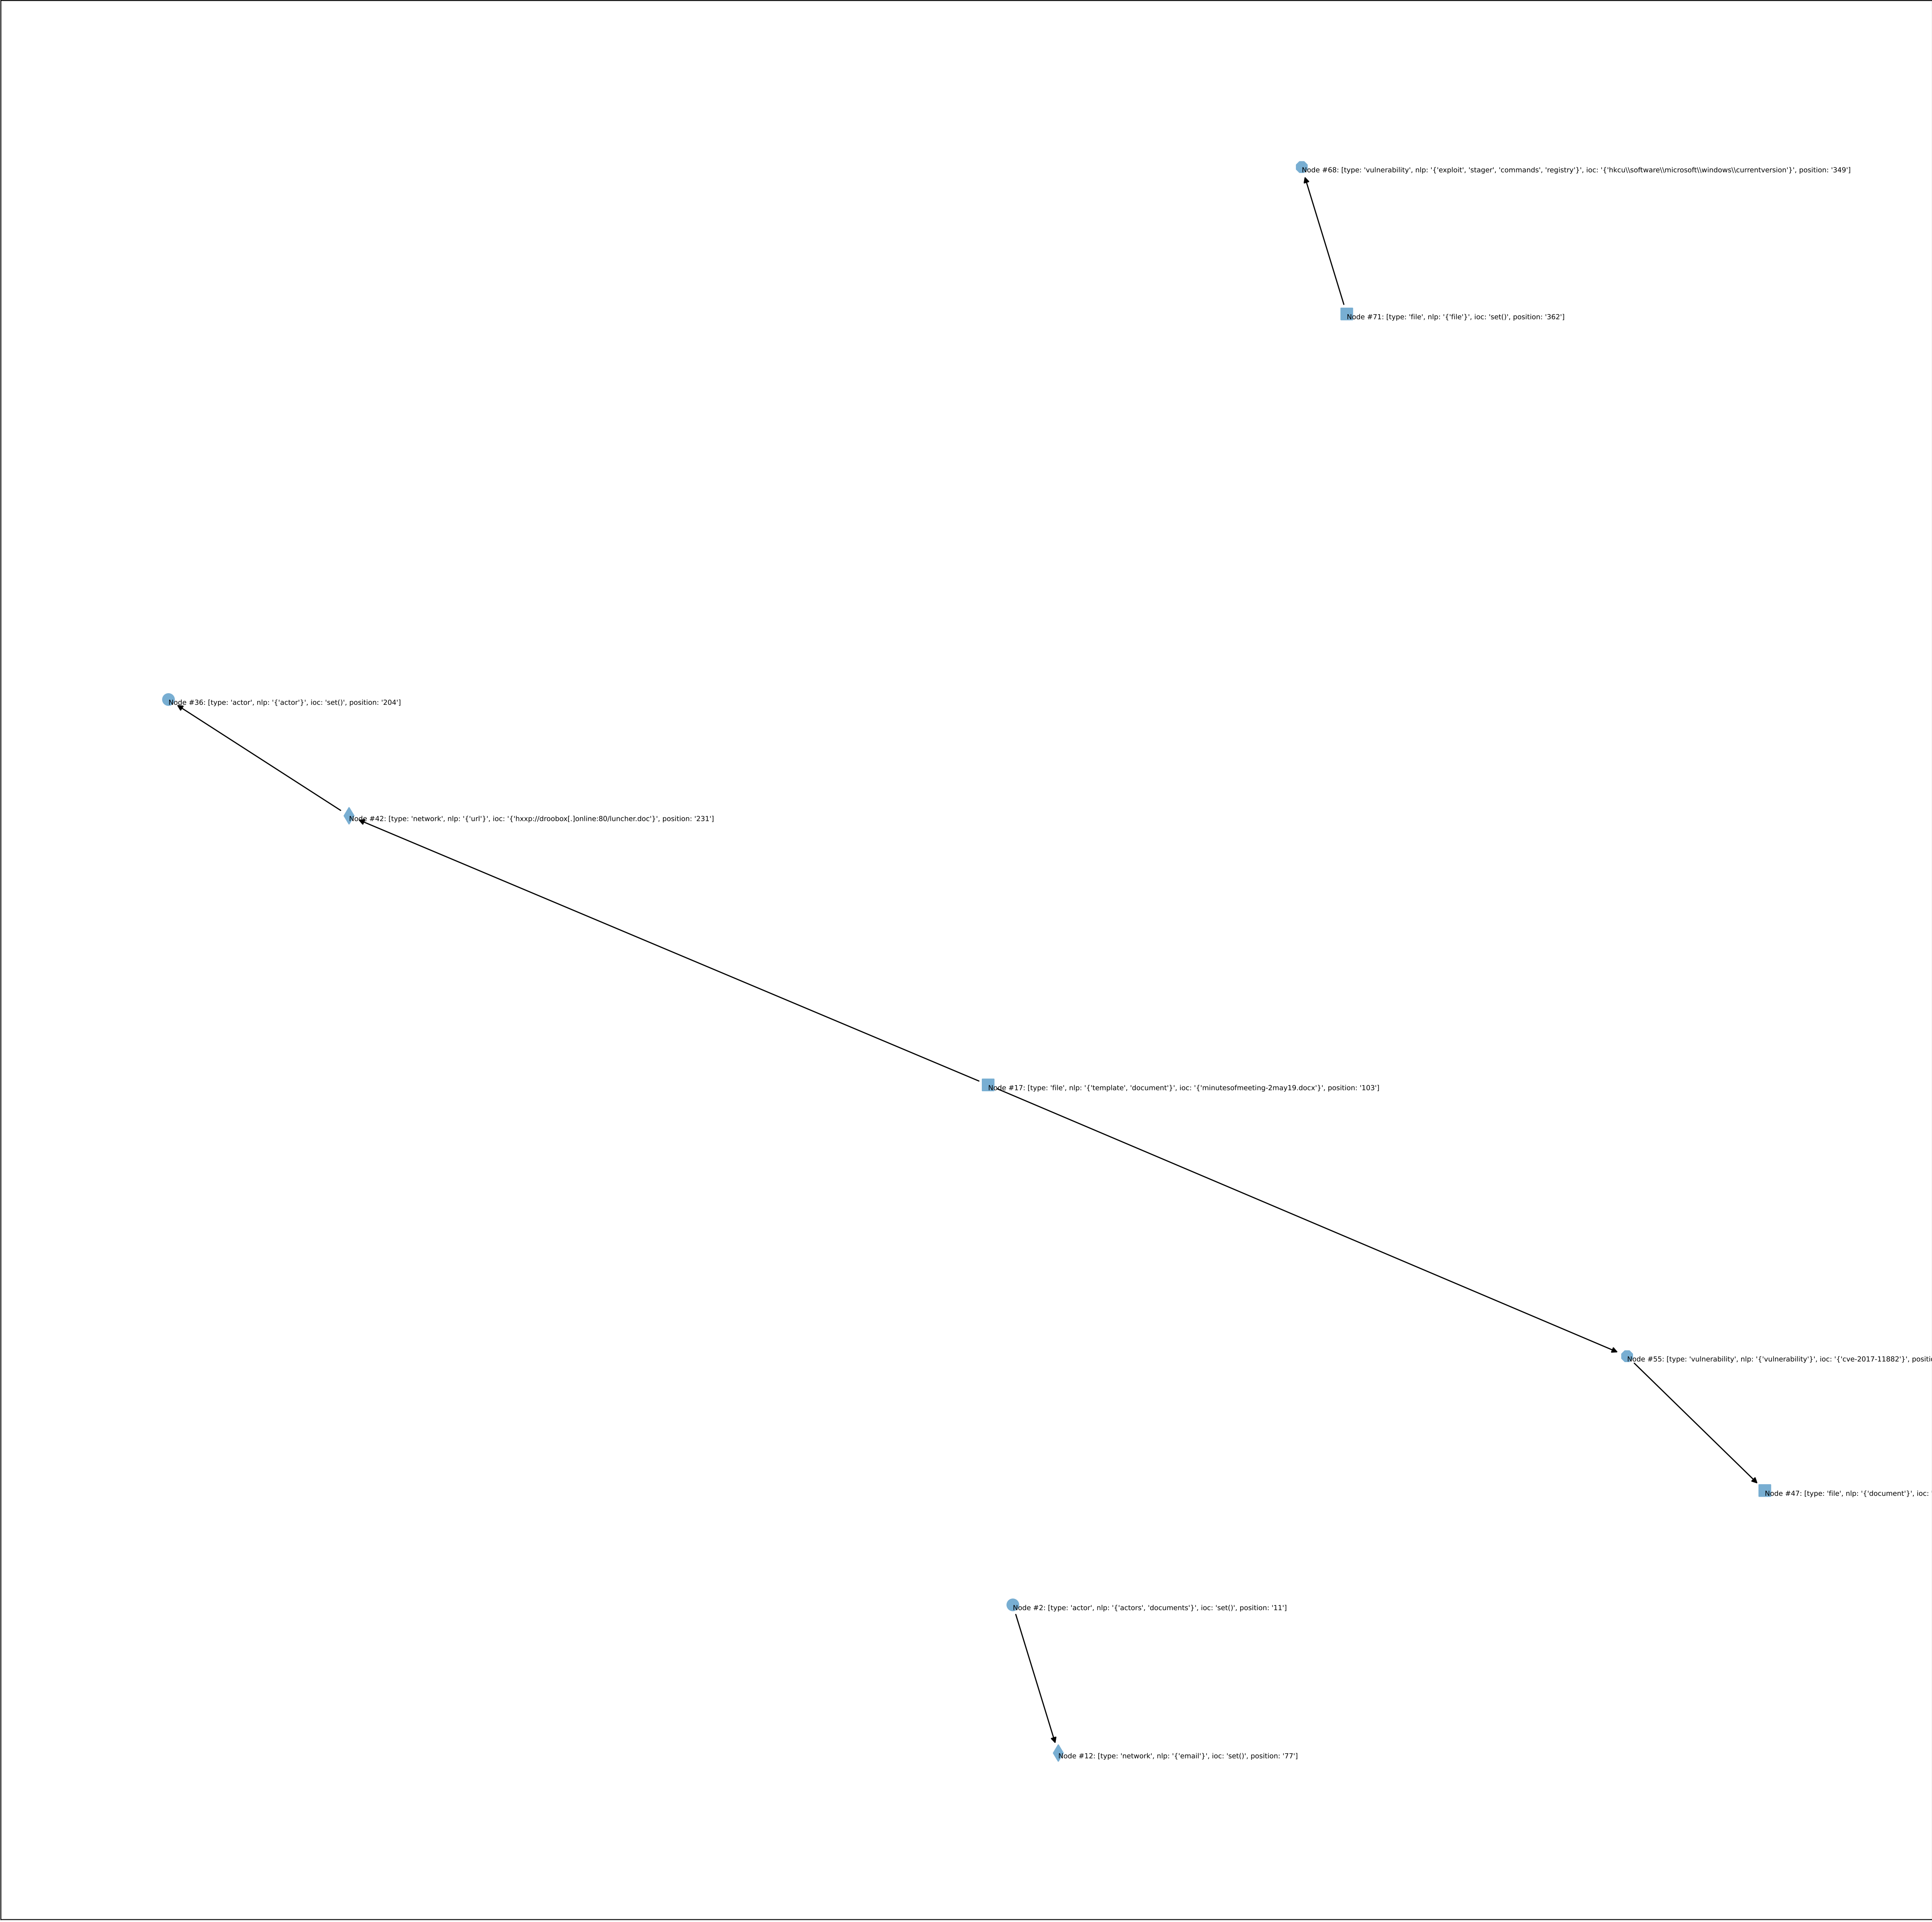 Node #68: [type: 'vulnerability', nlp: '{'exploit', 'stager', 'commands', 'registry'}', ioc: '{'hkcu\\software\\microsoft\\windows\\currentversion'}', position: '349']
Node #71: [type: 'file', nlp: '{'file'}', ioc: 'set()', position: '362']
Node #36: [type: 'actor', nlp: '{'actor'}', ioc: 'set()', position: '204']
Node #42: [type: 'network', nlp: '{'url'}', ioc: '{'hxxp://droobox[.]online:80/luncher.doc'}', position: '231']
Node #17: [type: 'file', nlp: '{'template', 'document'}', ioc: '{'minutesofmeeting-2may19.docx'}', position: '103']
Node #55: [type: 'vulnerability', nlp: '{'vulnerability'}', ioc: '{'cve-2017-11882'}',
Node #47: [type: 'file', nlp: '{'document'}', ioc:
Node #2: [type: 'actor', nlp: '{'actors', 'documents'}', ioc: 'set()', position: '11']
Node #12: [type: 'network', nlp: '{'email'}', ioc: 'set()', position: '77']